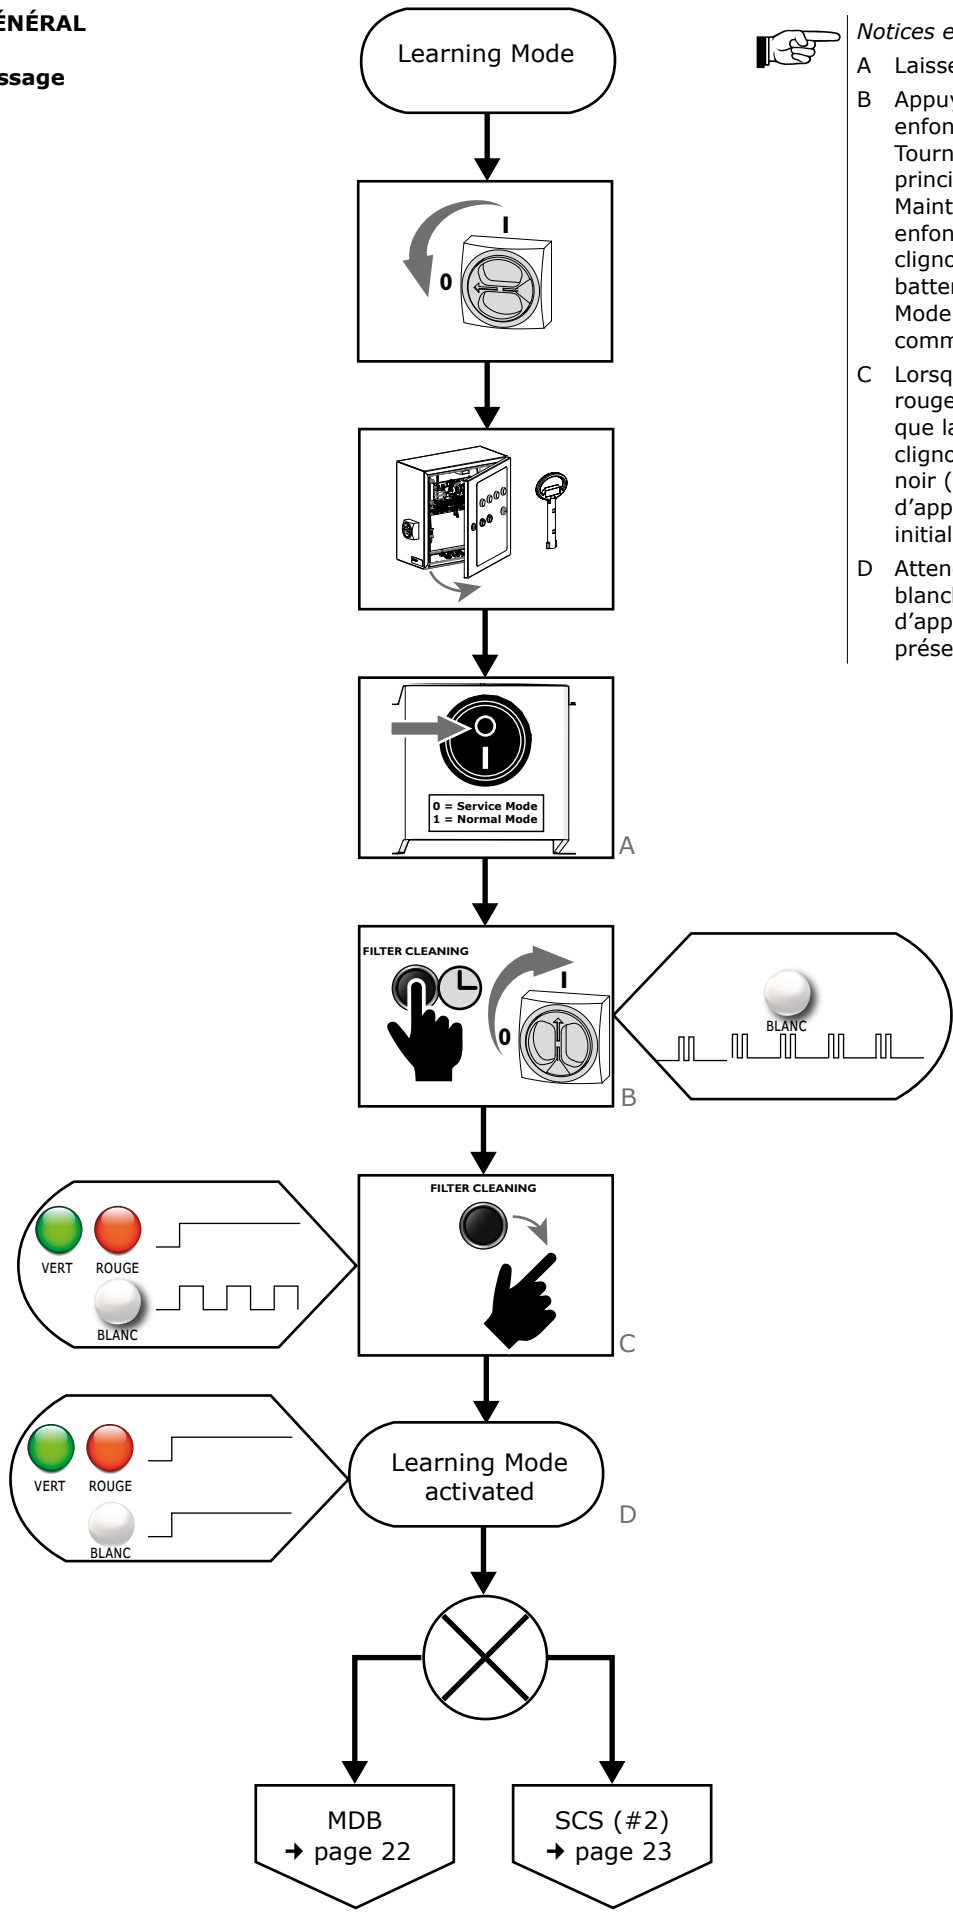 ÉNÉRAL
ssage
Learning Mode
Notices e
A Laisse
B Appuy
enfon
Tourn
princi
Maint
enfon
cligno
batter
Mode
comm
C Lorsq
rouge
que la
cligno
noir (
d'app
initial
D Atten
blancl
d'app
prése
I
0
0 = Service Mode
1 = Normal Mode
A
FILTER CLEANING
I
0
B
BLANC
FILTER CLEANING
C
VERT ROUGE
BLANC
Learning Mode
activated
D
VERT ROUGE
BLANC
MDB
➔ page 22
SCS (#2)
➔ page 23